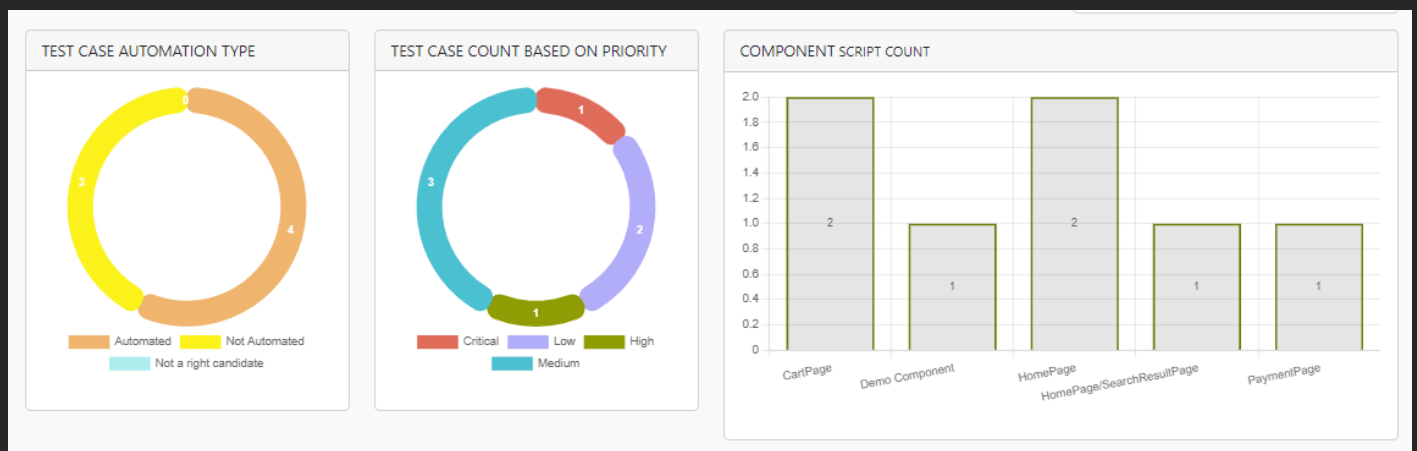 TEST CASE AUTOMATION TYPE
0
3
4
Automated Not Automated
Not a right candidate
TEST CASE COUNT BASED ON PRIORITY
1
3
2
1
Critical Low High
Medium
COMPONENT SCRIPT COUNT
2.0
1.8
1.6
1.4
1.2
1.0
0.8
0.6
0.4
0.2
0
2
1
2
1
1
CartPage
Demo Component
HomePage
HomePage/SearchResultPage
PaymentPage